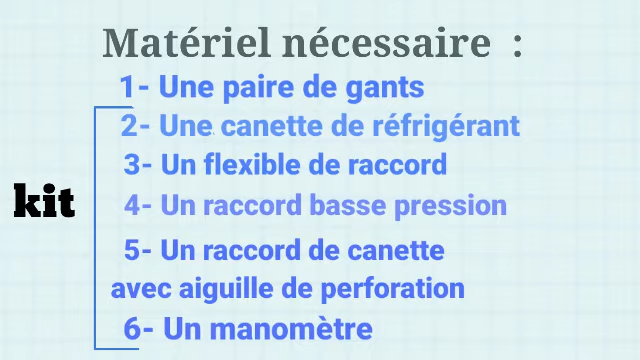 Matériel nécessaire :
1- Une paire de gants
2- Une canette de réfrigérant
3- Un flexible de raccord
kit
4- Un raccord basse pression
5- Un raccord de canette
avec aiguille de perforation
6- Un manomètre